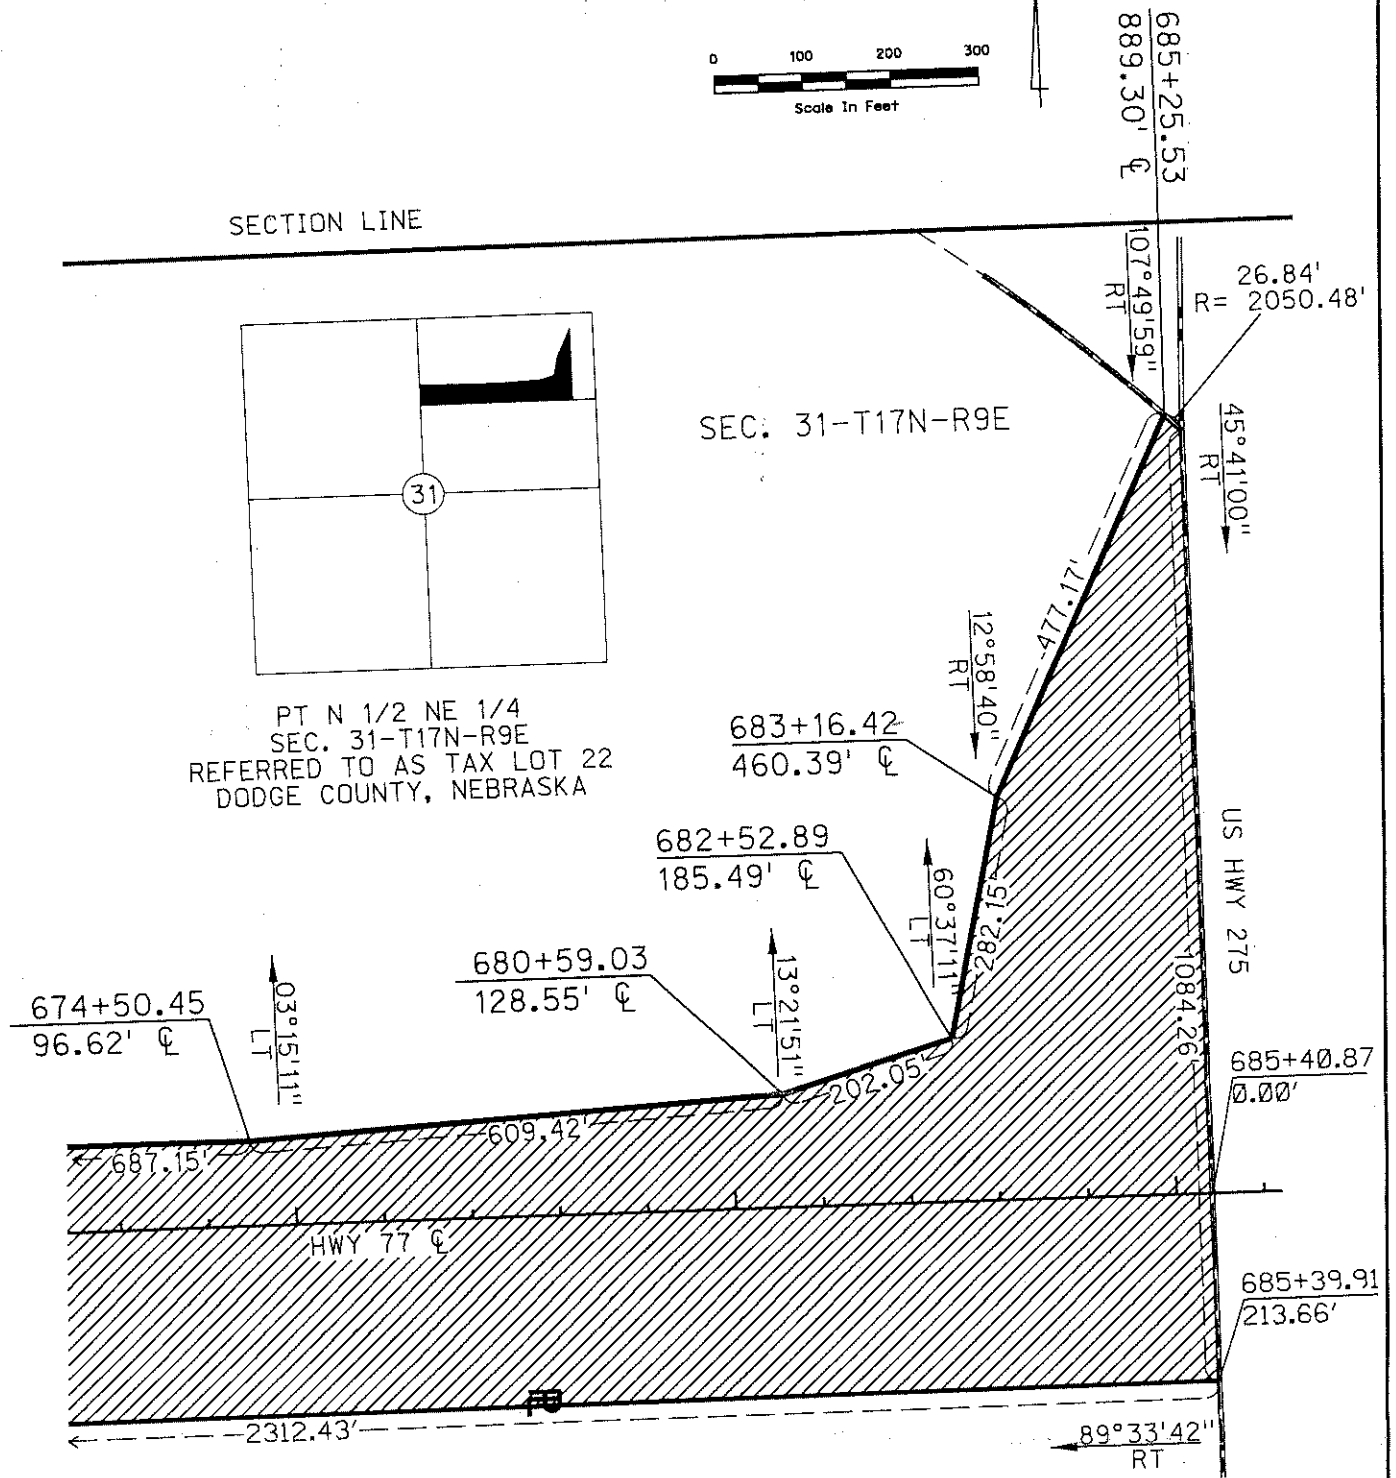 0 100 200 300
Scale In Feet
685+25.53
889.30' ℄
SECTION LINE
107°49'59"
RT
26.84'
R= 2050.48'
45°41'00"
RT
SEC. 31-T17N-R9E
31
477.17'
12°58'40"
RT
PT N 1/2 NE 1/4
SEC. 31-T17N-R9E
REFERRED TO AS TAX LOT 22
DODGE COUNTY, NEBRASKA
683+16.42
460.39' ℄
682+52.89
185.49' ℄
60°37'11"
LT
282.15'
US HWY 275
1084.26'
680+59.03
128.55' ℄
13°21'51"
LT
674+50.45
96.62' ℄
03°15'11"
LT
202.05'
609.42'
687.15'
685+40.87
0.00'
HWY 77 ℄
685+39.91
213.66'
2312.43'
89°33'42"
RT